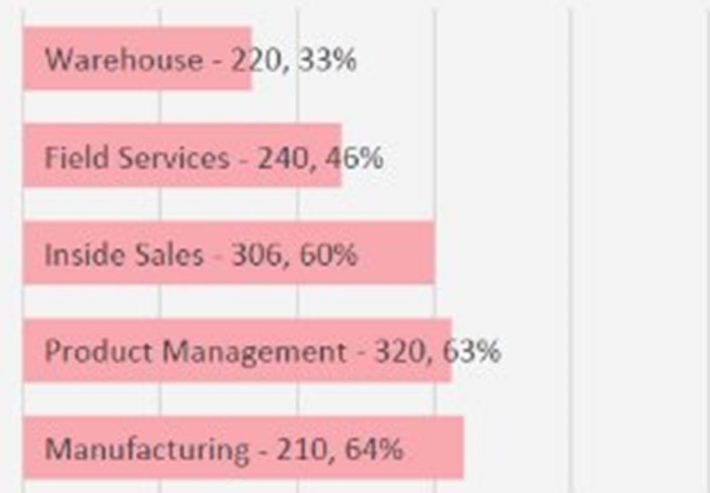 Warehouse - 220, 33%
Field Services - 240, 46%
Inside Sales - 306, 60%
Product Management - 320, 63%
Manufacturing - 210, 64%